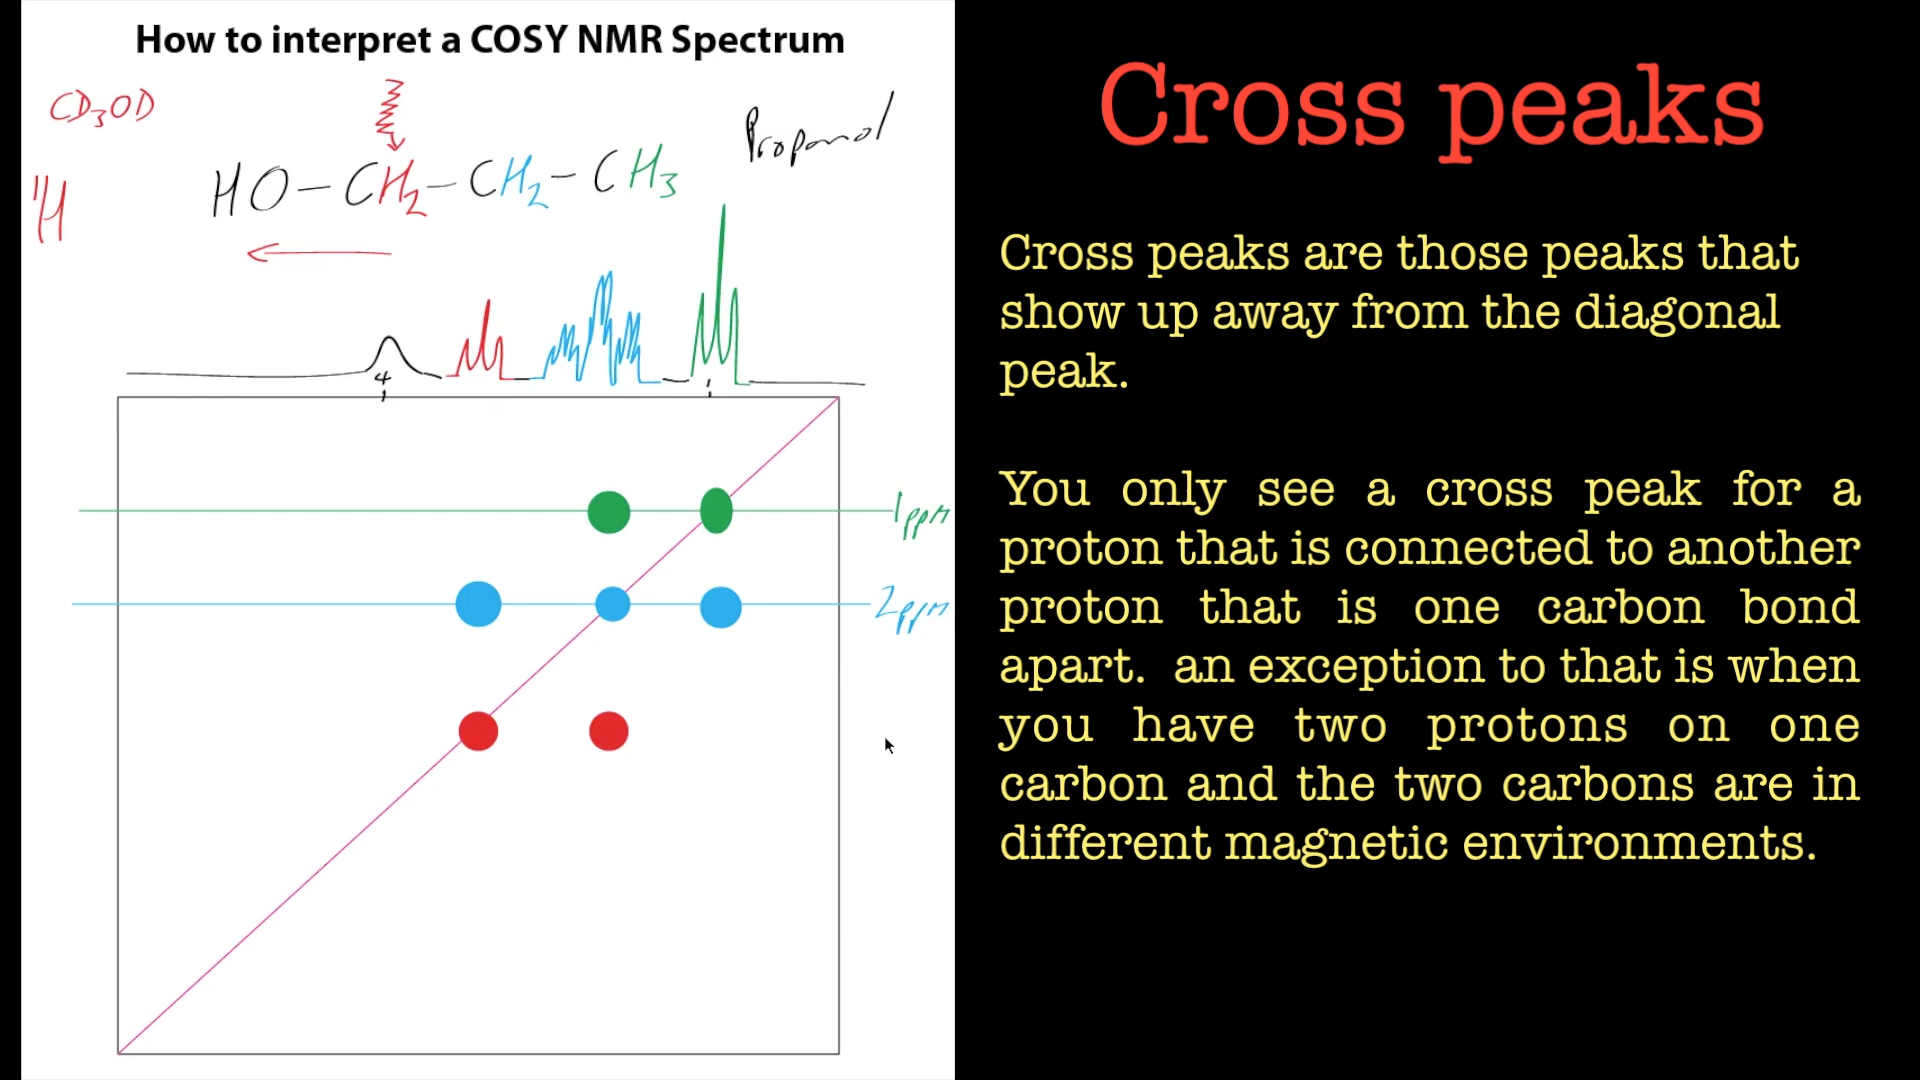 How to interpret a COSY NMR Spectrum
CD3OD
Propanol
1H
HO-CH2-CH2-CH3
4
1
1ppm
2ppm
Cross peaks
Cross peaks are those peaks that
show up away from the diagonal
peak.
You only see a cross peak for a
proton that is connected to another
proton that is one carbon bond
apart. an exception to that is when
you have two protons on one
carbon and the two carbons are in
different magnetic environments.